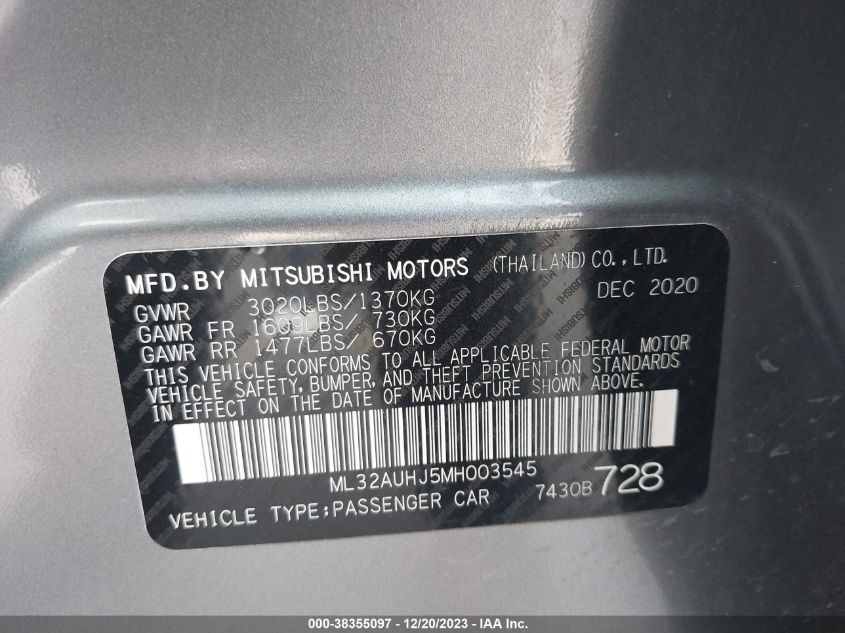 MFD.BY MITSUBISHI MOTORS (THAILAND)CO.,LTD.
GVWR 3020LBS/1370KG DEC 2020
GAWR FR 1609LBS/ 730KG
GAWR RR 1477LBS/ 670KG
THIS VEHICLE CONFORMS TO ALL APPLICABLE FEDERAL MOTOR
VEHICLE SAFETY, BUMPER, AND THEFT PREVENTION STANDARDS
IN EFFECT ON THE DATE OF MANUFACTURE SHOWN ABOVE.
ML32AUHJ5MH003545
VEHICLE TYPE:PASSENGER CAR 7430B 728
000-38355097 - 12/20/2023 - IAA Inc.